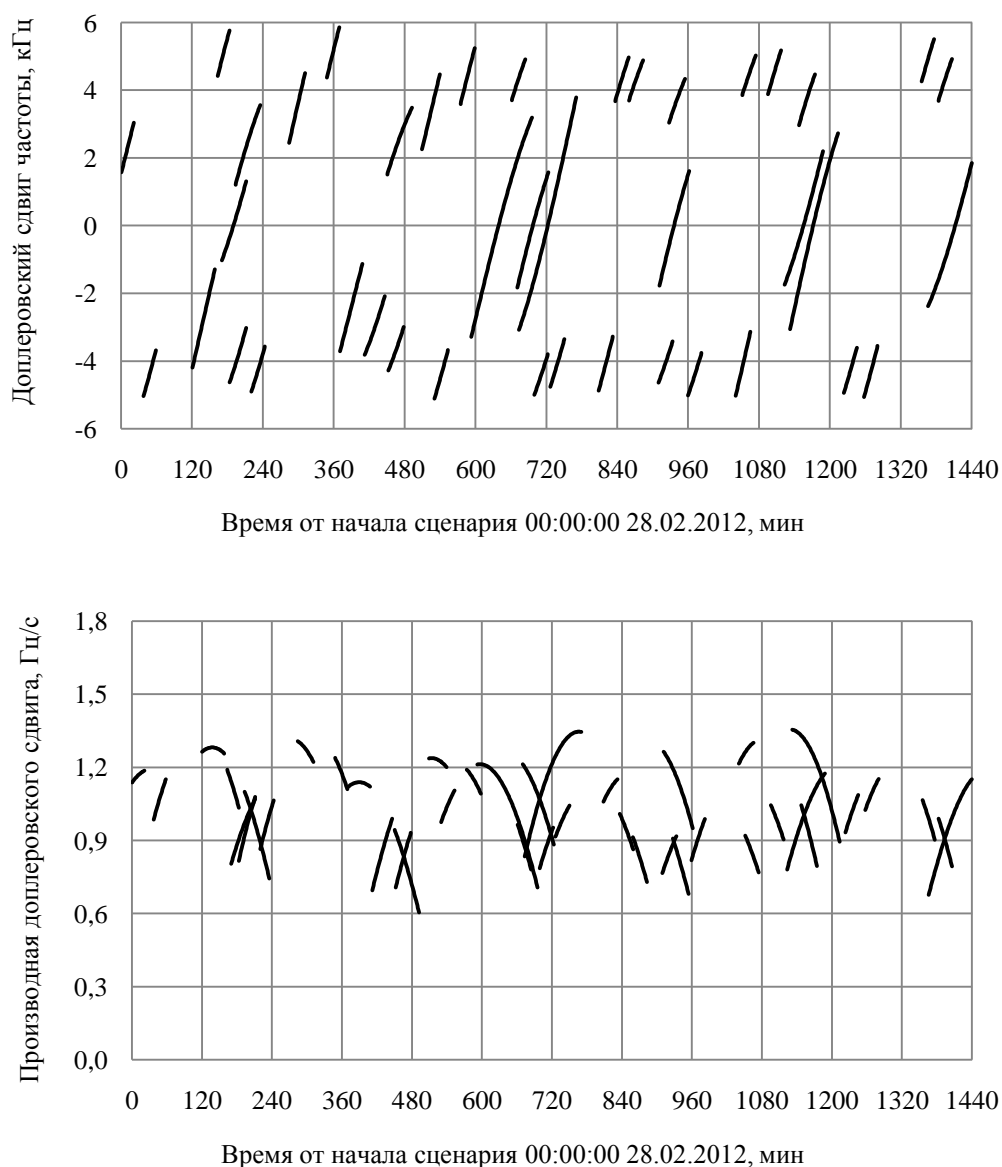 Доплеровский сдвиг частоты, кГц
6
4
2
0
-2
-4
-6
0 120 240 360 480 600 720 840 960 1080 1200 1320 1440
Время от начала сценария 00:00:00 28.02.2012, мин
Производная доплеровского сдвига, Гц/с
1,8
1,5
1,2
0,9
0,6
0,3
0,0
0 120 240 360 480 600 720 840 960 1080 1200 1320 1440
Время от начала сценария 00:00:00 28.02.2012, мин